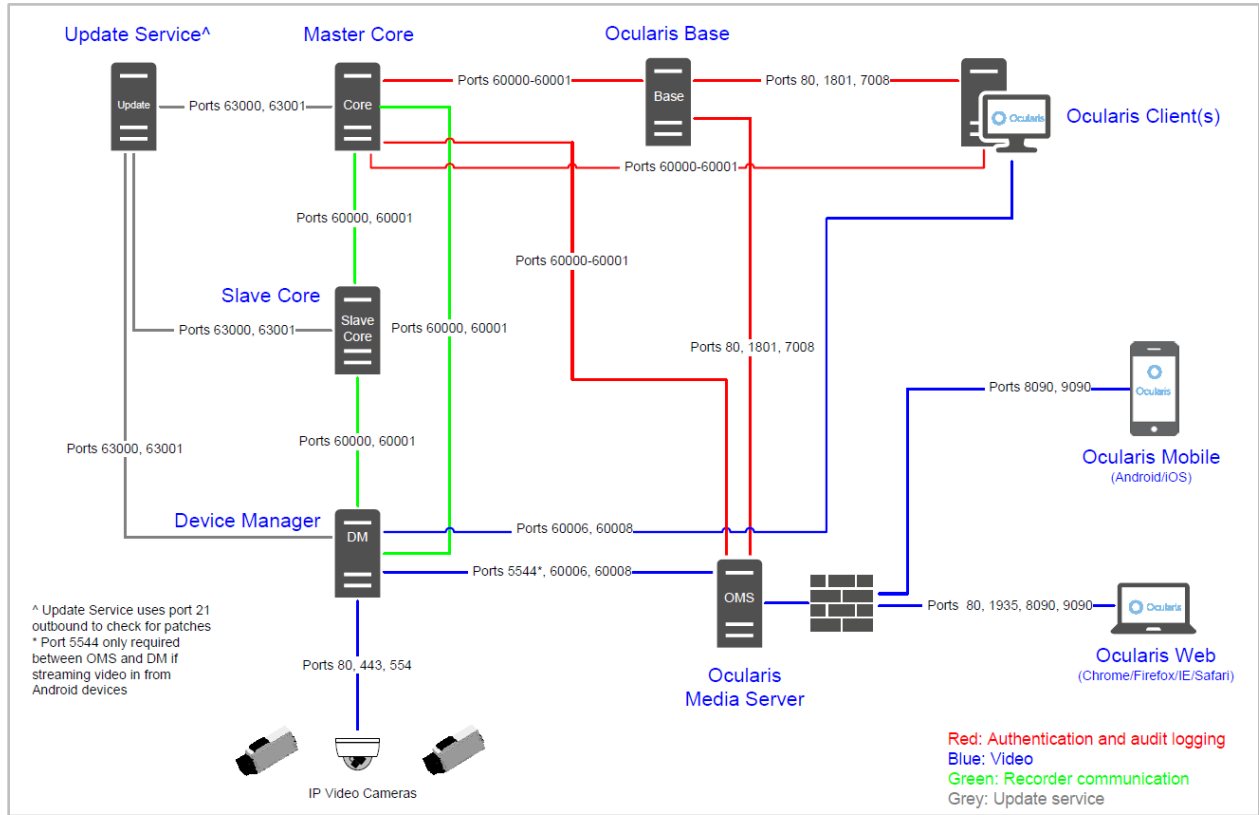 Update Service^
Master Core
Ocularis Base
Update
Ports 63000, 63001
Core
Ports 60000-60001
Base
Ports 80, 1801, 7008
Ocularis
Ocularis Client(s)
Ports 60000-60001
Ports 60000, 60001
Ports 60000-60001
Slave Core
Slave
Core
Ports 63000, 63001
Ports 60000, 60001
Ports 80, 1801, 7008
Ports 8090, 9090
Ocularis
Ports 63000, 63001
Ports 60000, 60001
Ocularis Mobile
(Android/iOS)
Device Manager
DM
Ports 60006, 60008
Ports 5544*, 60006, 60008
OMS
Ports  80, 1935, 8090, 9090
Ocularis
^ Update Service uses port 21
outbound to check for patches
* Port 5544 only required
between OMS and DM if
streaming video in from
Android devices
Ports 80, 443, 554
Ocularis
Media Server
Ocularis Web
(Chrome/Firefox/IE/Safari)
IP Video Cameras
Red: Authentication and audit logging
Blue: Video
Green: Recorder communication
Grey: Update service